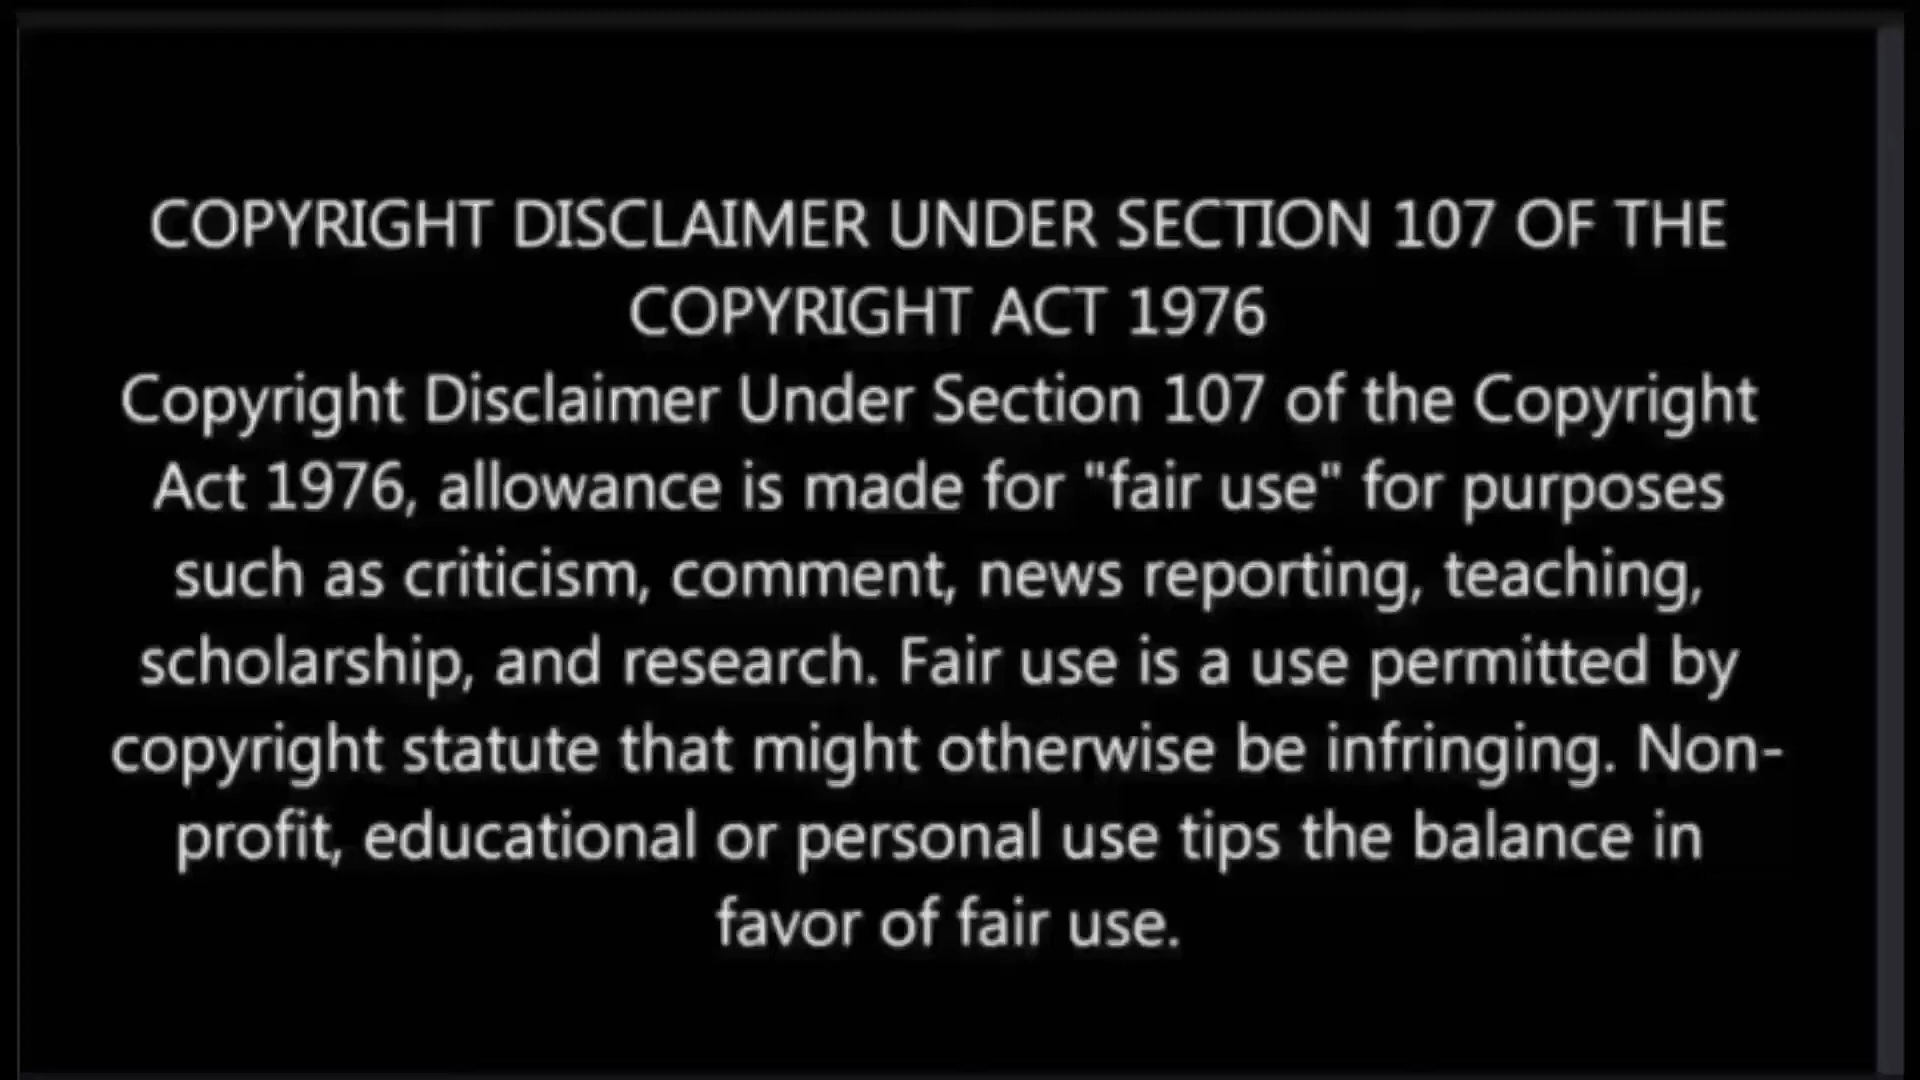 COPYRIGHT DISCLAIMER UNDER SECTION 107 OF THE
COPYRIGHT ACT 1976
Copyright Disclaimer Under Section 107 of the Copyright
Act 1976, allowance is made for "fair use" for purposes
such as criticism, comment, news reporting, teaching,
scholarship, and research. Fair use is a use permitted by
copyright statute that might otherwise be infringing. Non-
profit, educational or personal use tips the balance in
favor of fair use.